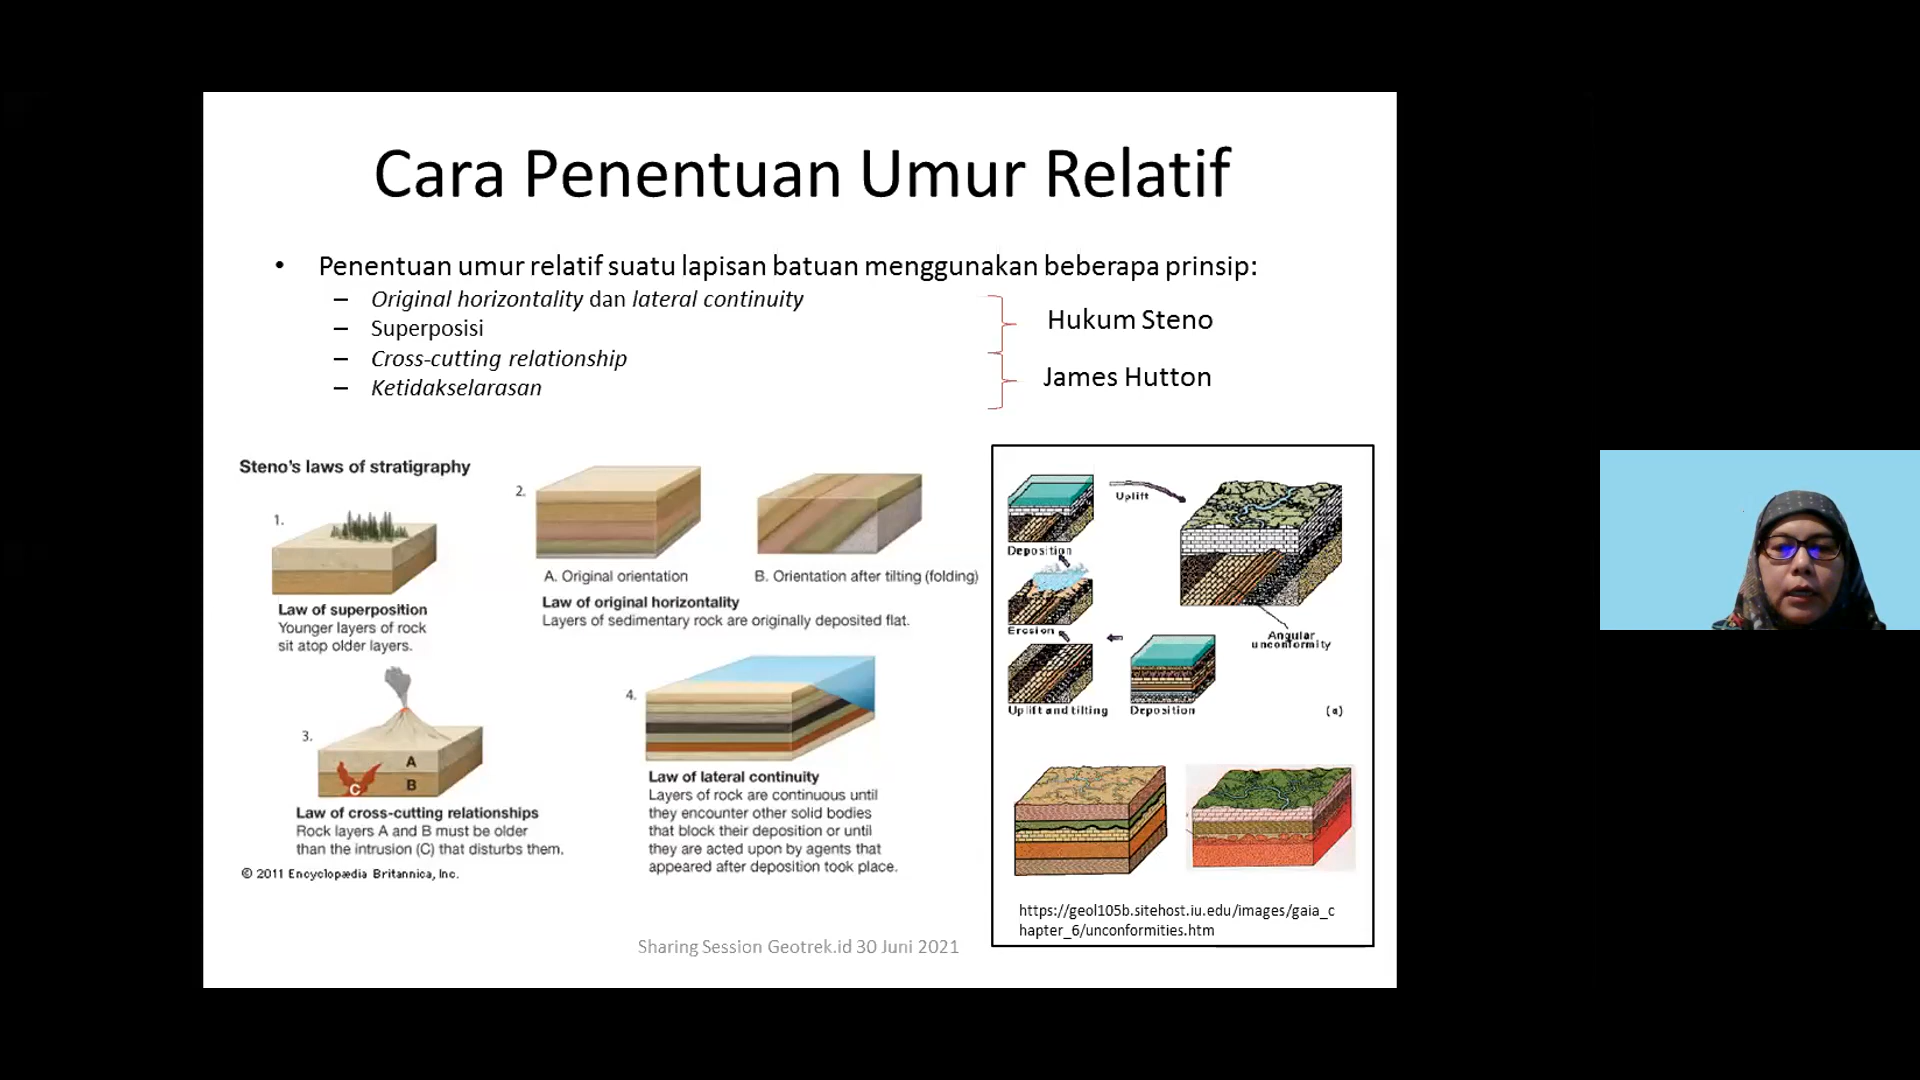 Cara Penentuan Umur Relatif
• Penentuan umur relatif suatu lapisan batuan menggunakan beberapa prinsip:
– Original horizontality dan lateral continuity
– Superposisi
– Cross-cutting relationship
– Ketidakselarasan
Hukum Steno
James Hutton
Steno's laws of stratigraphy
1.
Law of superposition
Younger layers of rock
sit atop older layers.
2.
A. Original orientation
B. Orientation after tilting (folding)
Law of original horizontality
Layers of sedimentary rock are originally deposited flat.
3.
A
B
C
Law of cross-cutting relationships
Rock layers A and B must be older
than the intrusion (C) that disturbs them.
4.
Law of lateral continuity
Layers of rock are continuous until
they encounter other solid bodies
that block their deposition or until
they are acted upon by agents that
appeared after deposition took place.
© 2011 Encyclopædia Britannica, Inc.
Uplift
Deposition
Erosion
Angular
unconformity
Uplift and tilting
Deposition
(a)
https://geol105b.sitehost.iu.edu/images/gaia_c
hapter_6/unconformities.htm
Sharing Session Geotrek.id 30 Juni 2021